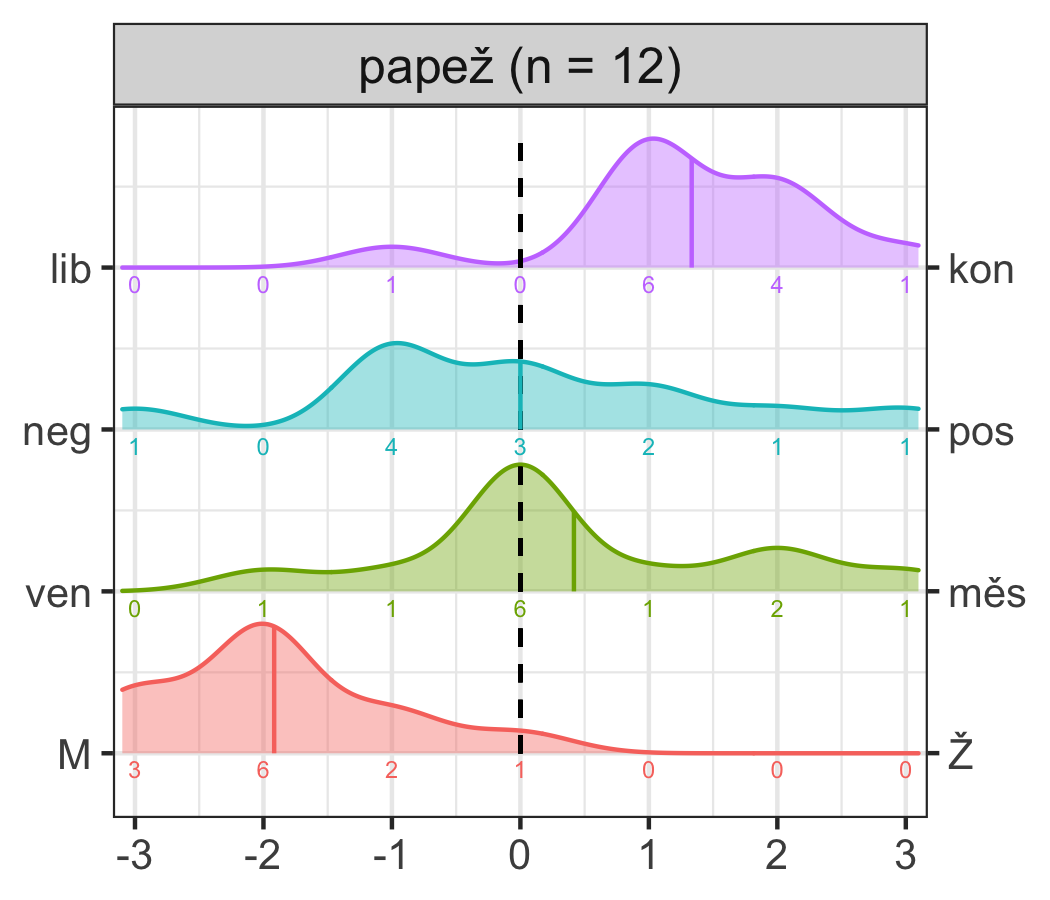 papež (n = 12)
lib kon
0 0 1 0 6 4 1
neg pos
1 0 4 3 2 1 1
ven měs
0 1 1 6 1 2 1
M Ž
3 6 2 1 0 0 0
-3 -2 -1 0 1 2 3